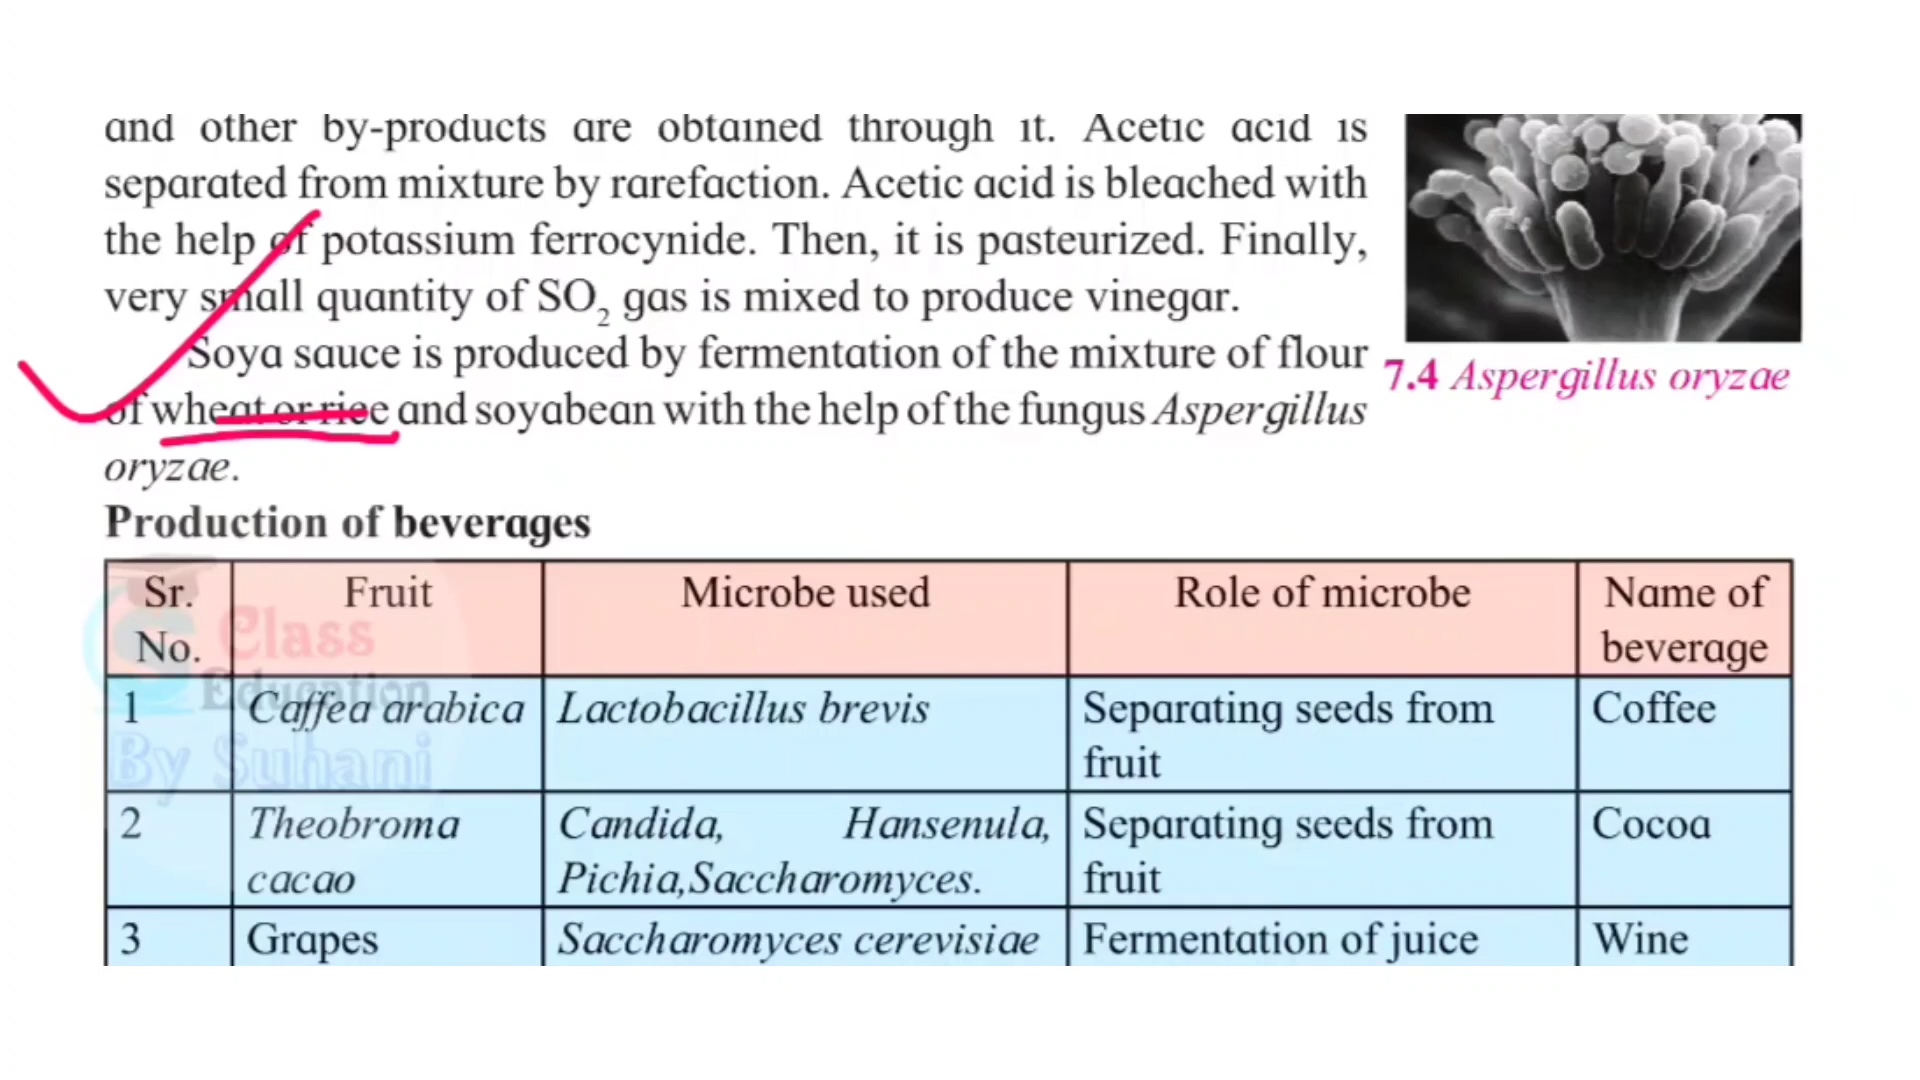 and other by-products are obtained through it. Acetic acid is
separated from mixture by rarefaction. Acetic acid is bleached with
the help of potassium ferrocynide. Then, it is pasteurized. Finally,
very small quantity of SO₂ gas is mixed to produce vinegar.
Soya sauce is produced by fermentation of the mixture of flour
of wheat or rice and soyabean with the help of the fungus Aspergillus
oryzae.
7.4 Aspergillus oryzae
Production of beverages
Sr. No. Fruit Microbe used Role of microbe Name of beverage
1 Caffea arabica Lactobacillus brevis Separating seeds from fruit Coffee
2 Theobroma cacao Candida, Hansenula, Pichia,Saccharomyces. Separating seeds from fruit Cocoa
3 Grapes Saccharomyces cerevisiae Fermentation of juice Wine
Class
Education
By Suhani